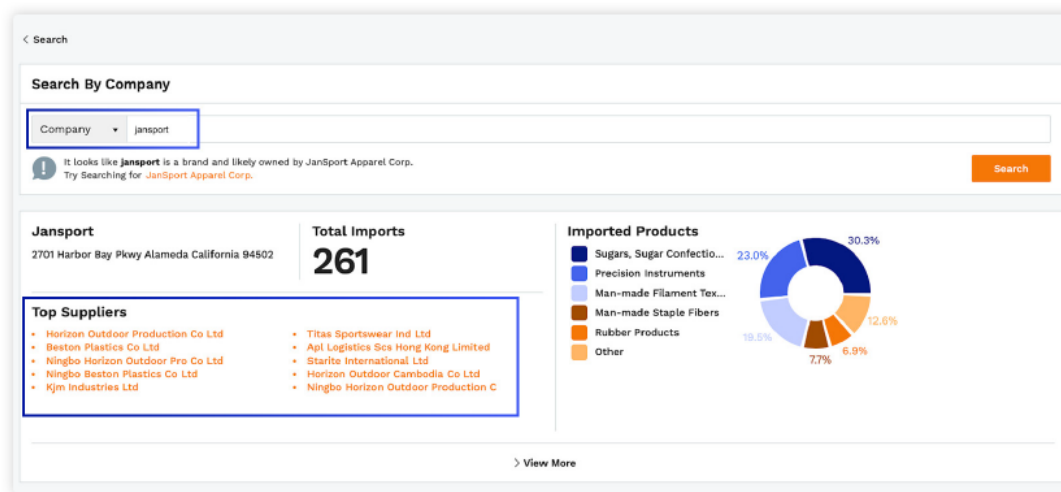 < Search
Search By Company
Company
jansport
It looks like jansport is a brand and likely owned by JanSport Apparel Corp.
Try Searching for JanSport Apparel Corp.
Search
Jansport
2701 Harbor Bay Pkwy Alameda California 94502
Total Imports
261
Top Suppliers
Horizon Outdoor Production Co Ltd
Beston Plastics Co Ltd
Ningbo Horizon Outdoor Pro Co Ltd
Ningbo Beston Plastics Co Ltd
Kjm Industries Ltd
Titas Sportswear Ind Ltd
Apl Logistics Scs Hong Kong Limited
Starite International Ltd
Horizon Outdoor Cambodia Co Ltd
Ningbo Horizon Outdoor Production C
Imported Products
Sugars, Sugar Confectio...
Precision Instruments
Man-made Filament Tex...
Man-made Staple Fibers
Rubber Products
Other
30.3%
23.0%
19.5%
7.7%
6.9%
12.6%
> View More